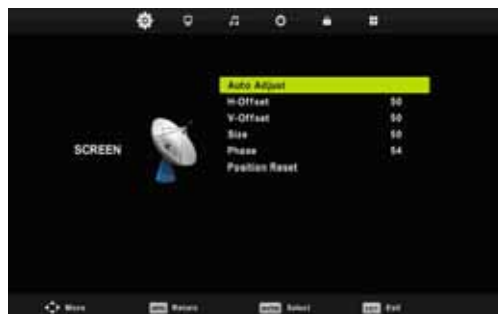 Auto Adjust
H-Offset 50
V-Offset 50
Size 50
Phase 54
Position Reset
SCREEN
Move
Return
Select
Exit